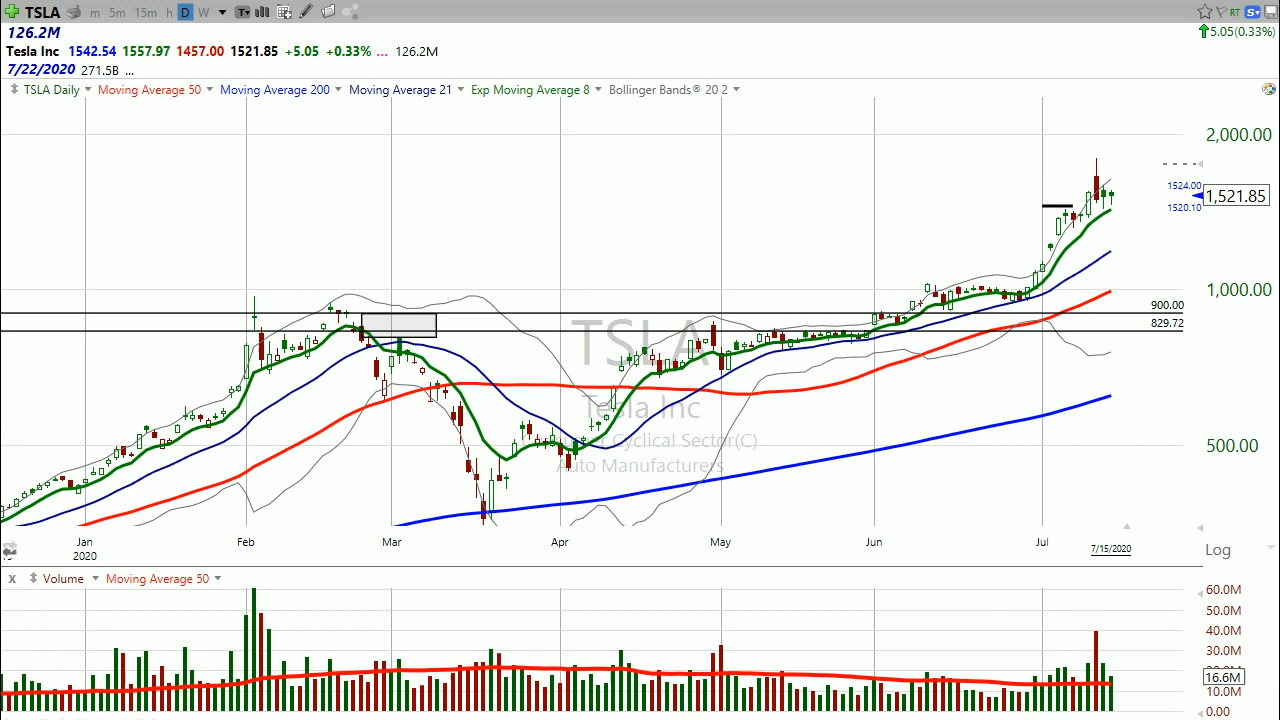 TSLA m 5m 15m h D W T RT S
126.2M 5.05(0.33%)
Tesla Inc 1542.54 1557.97 1457.00 1521.85 +5.05 +0.33% ... 126.2M
7/22/2020 271.5B ...
TSLA Daily Moving Average 50 Moving Average 200 Moving Average 21 Exp Moving Average 8 Bollinger Bands® 20 2
2,000.00
1524.00
1,521.85
1520.10
1,000.00
900.00
829.72
TSLA
Tesla Inc
Cyclical Sector(C)
500.00
Auto Manufacturers
Jan Feb Mar Apr May Jun Jul
2020 7/15/2020 Log
x Volume Moving Average 50
60.0M
50.0M
40.0M
30.0M
16.6M
10.0M
0.00